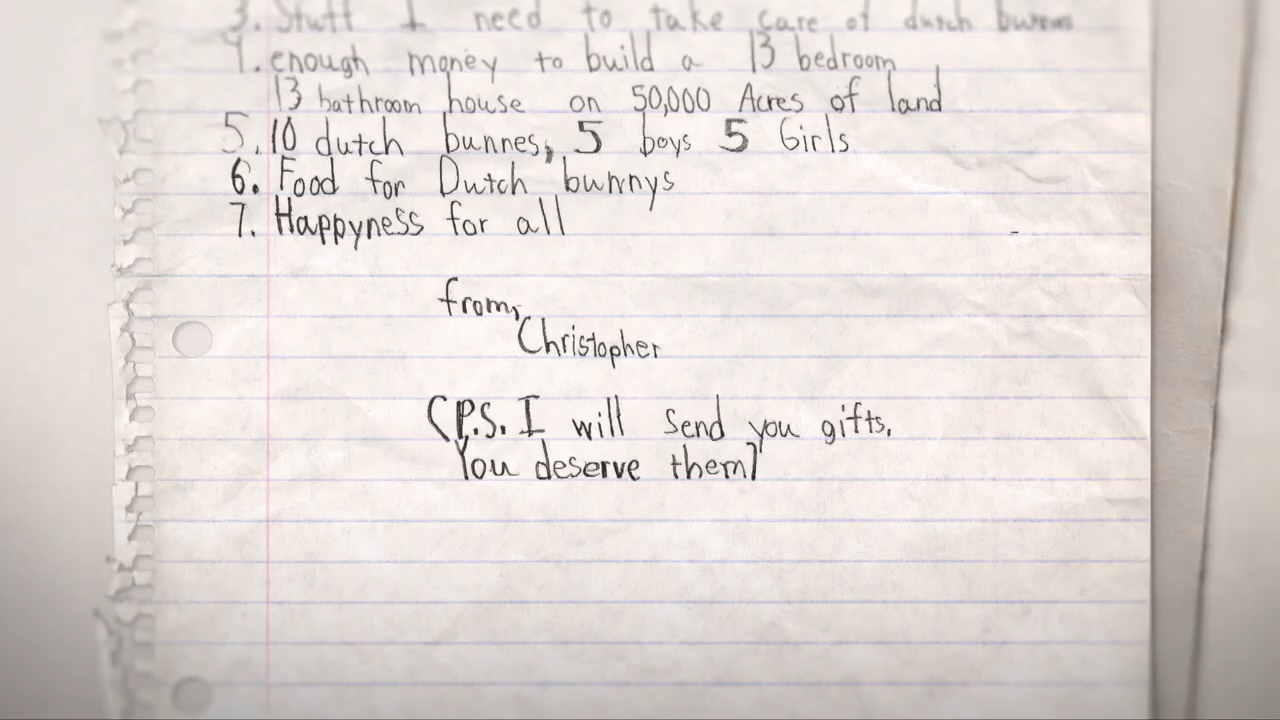 3. Stuff I need to take care of dutch bunnes
4. enough money to build a 13 bedroom
13 bathroom house on 50,000 Acres of land
5. 10 dutch bunnes, 5 boys 5 Girls
6. Food for Dutch bunnys
7. Happyness for all
from,
Christopher
(P.S. I will send you gifts.
You deserve them]